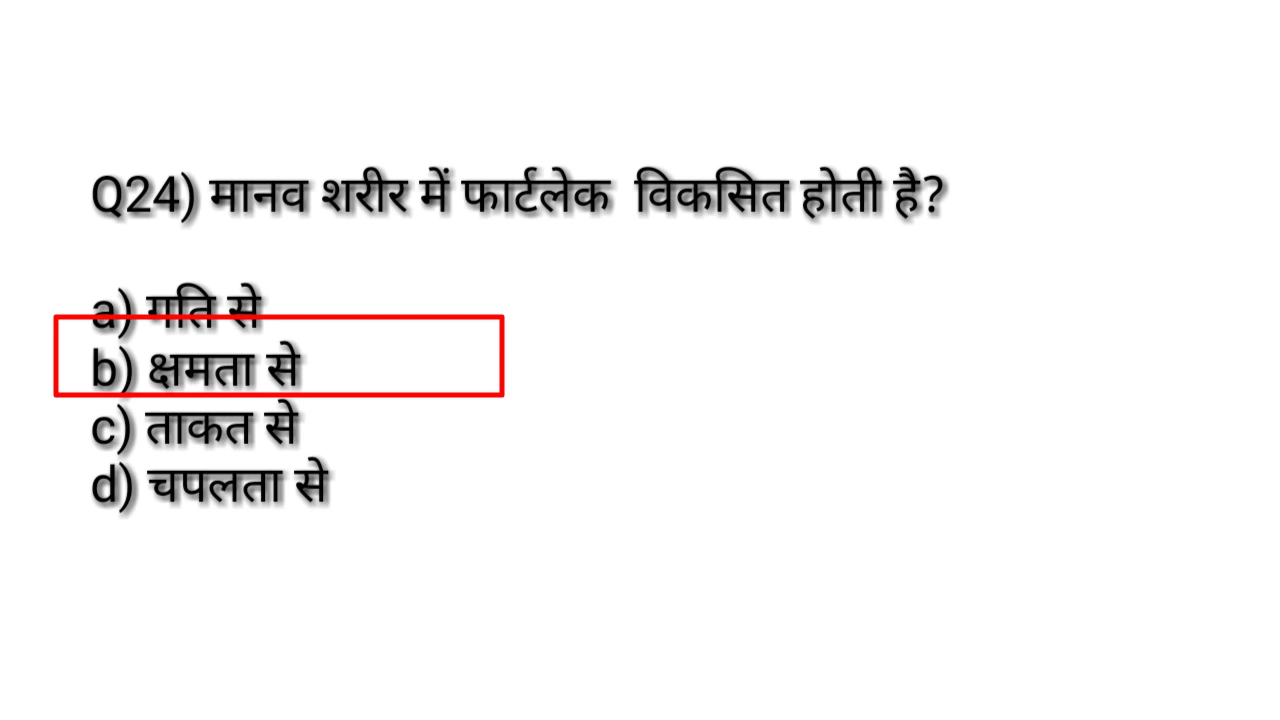 Q24) मानव शरीर में फार्टलेक विकसित होती है?
a) गति से
b) क्षमता से
c) ताकत से
d) चपलता से